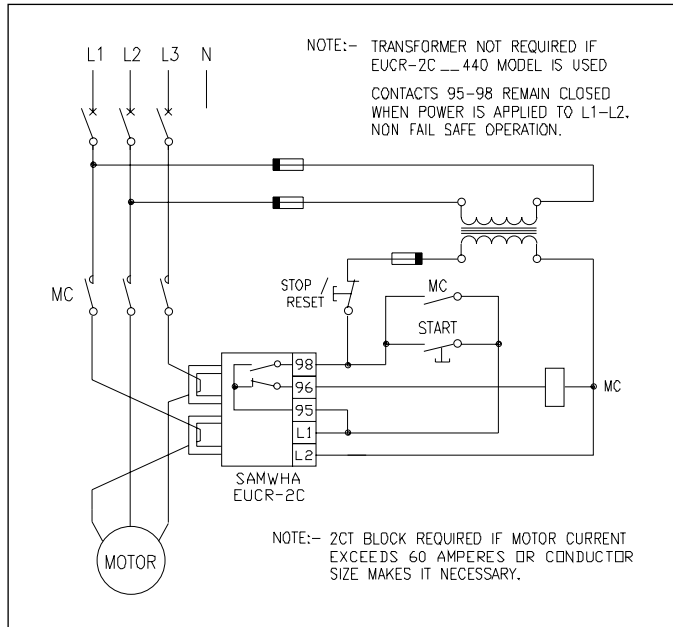 L1 L2 L3 N
NOTE:- TRANSFORMER NOT REQUIRED IF
EUCR-2C __ 440 MODEL IS USED
CONTACTS 95-98 REMAIN CLOSED
WHEN POWER IS APPLIED TO L1-L2,
NON FAIL SAFE OPERATION.
MC
STOP /
RESET
MC
START
98
96
MC
95
L1
L2
SAMWHA
EUCR-2C
MOTOR
NOTE:- 2CT BLOCK REQUIRED IF MOTOR CURRENT
EXCEEDS 60 AMPERES OR CONDUCTOR
SIZE MAKES IT NECESSARY.